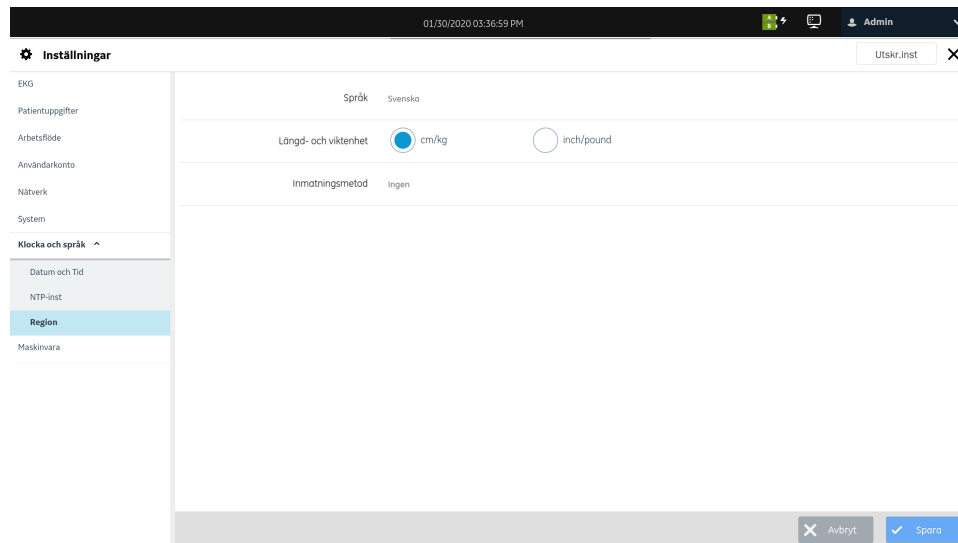 01/30/2020 03:36:59 PM
A
B
Admin
Inställningar
Utskr.inst
EKG
Patientuppgifter
Arbetsflöde
Användarkonto
Nätverk
System
Klocka och språk
Datum och Tid
NTP-inst
Region
Maskinvara
Språk Svenska
Längd- och viktenhet cm/kg inch/pound
Inmatningsmetod Ingen
Avbryt Spara